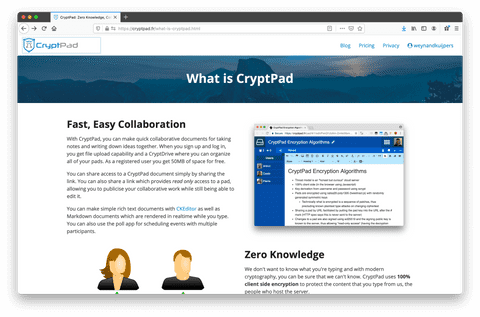 CryptPad: Zero Knowledge, C
https://cryptpad.fr/what-is-cryptpad.html
CryptPad
Blog Pricing Privacy weynandkuijpers
What is CryptPad
Fast, Easy Collaboration
With CryptPad, you can make quick collaborative documents for taking
notes and writing down ideas together. When you sign up and log in,
you get file upload capability and a CryptDrive where you can organize
all of your pads. As a registered user you get 50MB of space for free.
You can share access to a CryptPad document simply by sharing the
link. You can also share a link which provides read only access to a pad,
allowing you to publicise your collaborative work while still being able to
edit it.
You can make simple rich text documents with CKEditor as well as
Markdown documents which are rendered in realtime while you type.
You can also use the poll app for scheduling events with multiple
participants.
CryptPad Encryption Algorithms
CryptPad Encryption Algorithms
Zero Knowledge
We don't want to know what you're typing and with modern
cryptography, you can be sure that we can't know. CryptPad uses 100%
client side encryption to protect the content that you type from us, the
people who host the server.